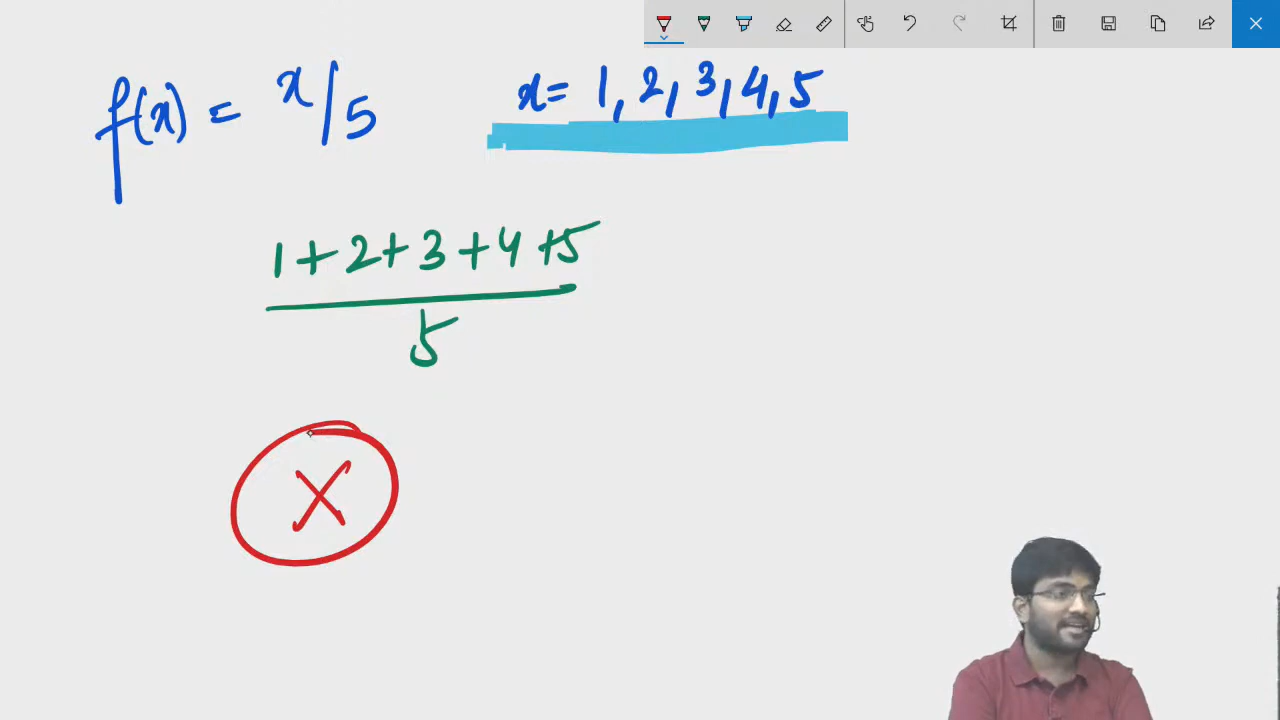 f(x) = x/5
x= 1, 2, 3, 4, 5
1+2+3+4+5
5
X